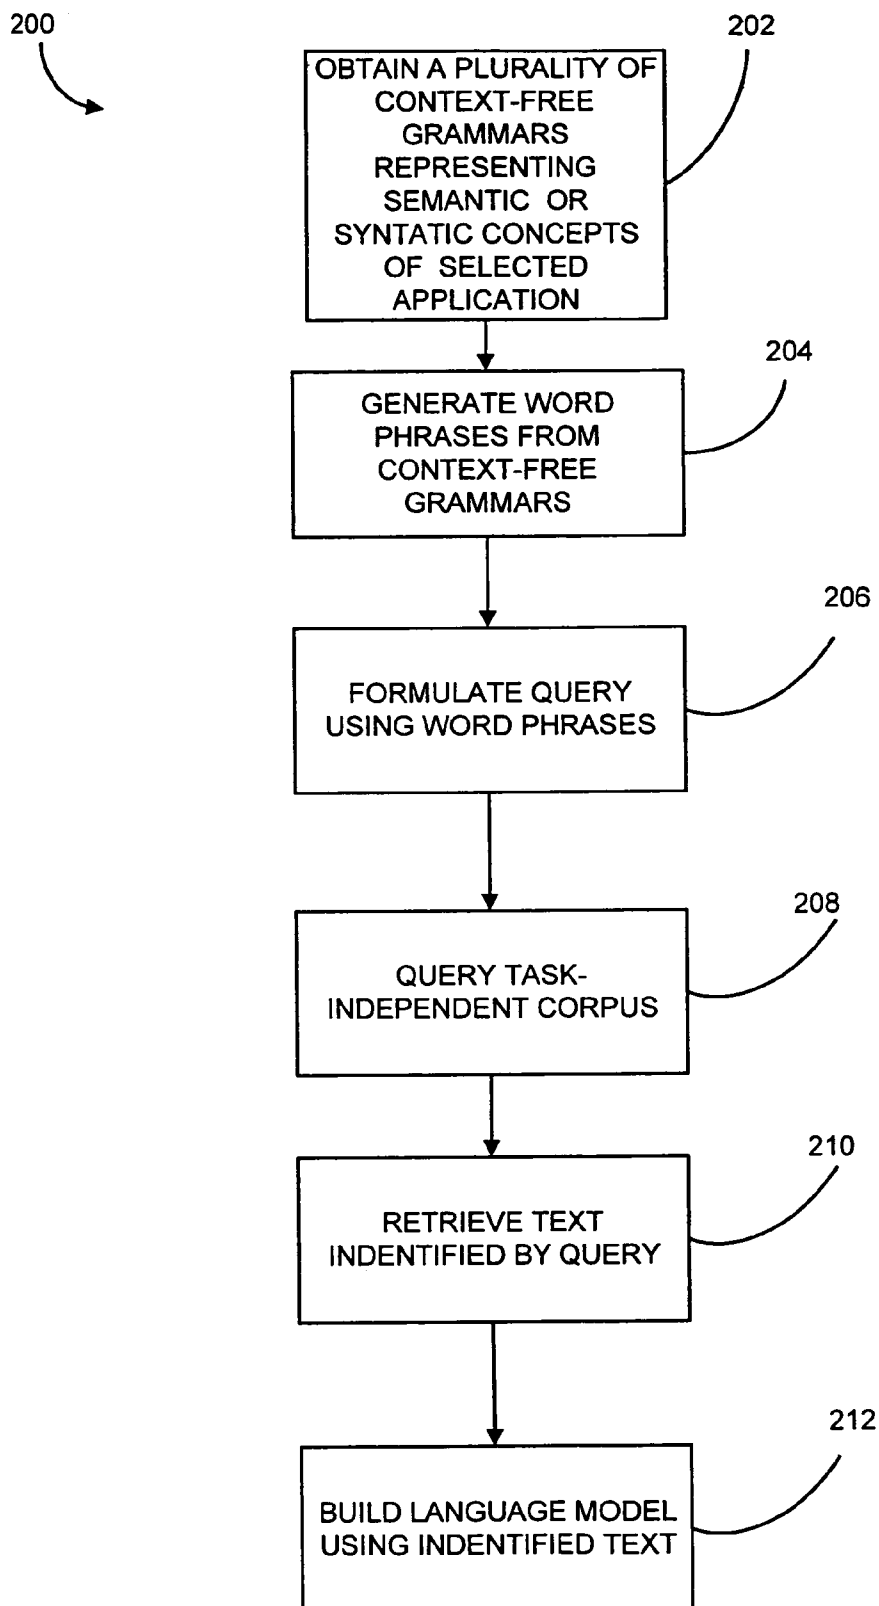 200
202
OBTAIN A PLURALITY OF
CONTEXT-FREE
GRAMMARS
REPRESENTING
SEMANTIC OR
SYNTATIC CONCEPTS
OF SELECTED
APPLICATION
204
GENERATE WORD
PHRASES FROM
CONTEXT-FREE
GRAMMARS
206
FORMULATE QUERY
USING WORD PHRASES
208
QUERY TASK-
INDEPENDENT CORPUS
210
RETRIEVE TEXT
INDENTIFIED BY QUERY
212
BUILD LANGUAGE MODEL
USING INDENTIFIED TEXT